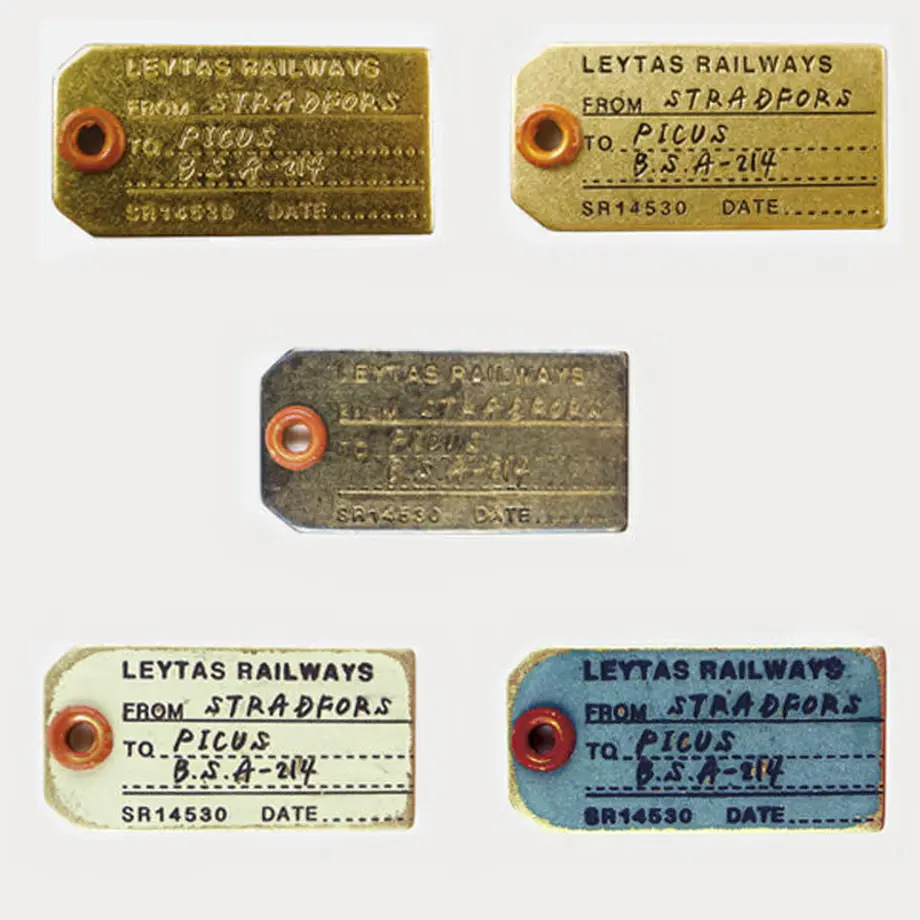 LEYTAS RAILWAYS
FROM STRADFORS
TO PICUS
B.S.A-214
SR14530 DATE........
LEYTAS RAILWAYS
FROM STRADFORS
TO PICUS
B.S.A-214
SR14530 DATE........
LEYTAS RAILWAYS
FROM STRADFORS
TO PICUS
B.S.A-214
SR14530 DATE........
LEYTAS RAILWAYS
FROM STRADFORS
TO PICUS
B.S.A-214
SR14530 DATE........
LEYTAS RAILWAYS
FROM STRADFORS
TO PICUS
B.S.A-214
SR14530 DATE........